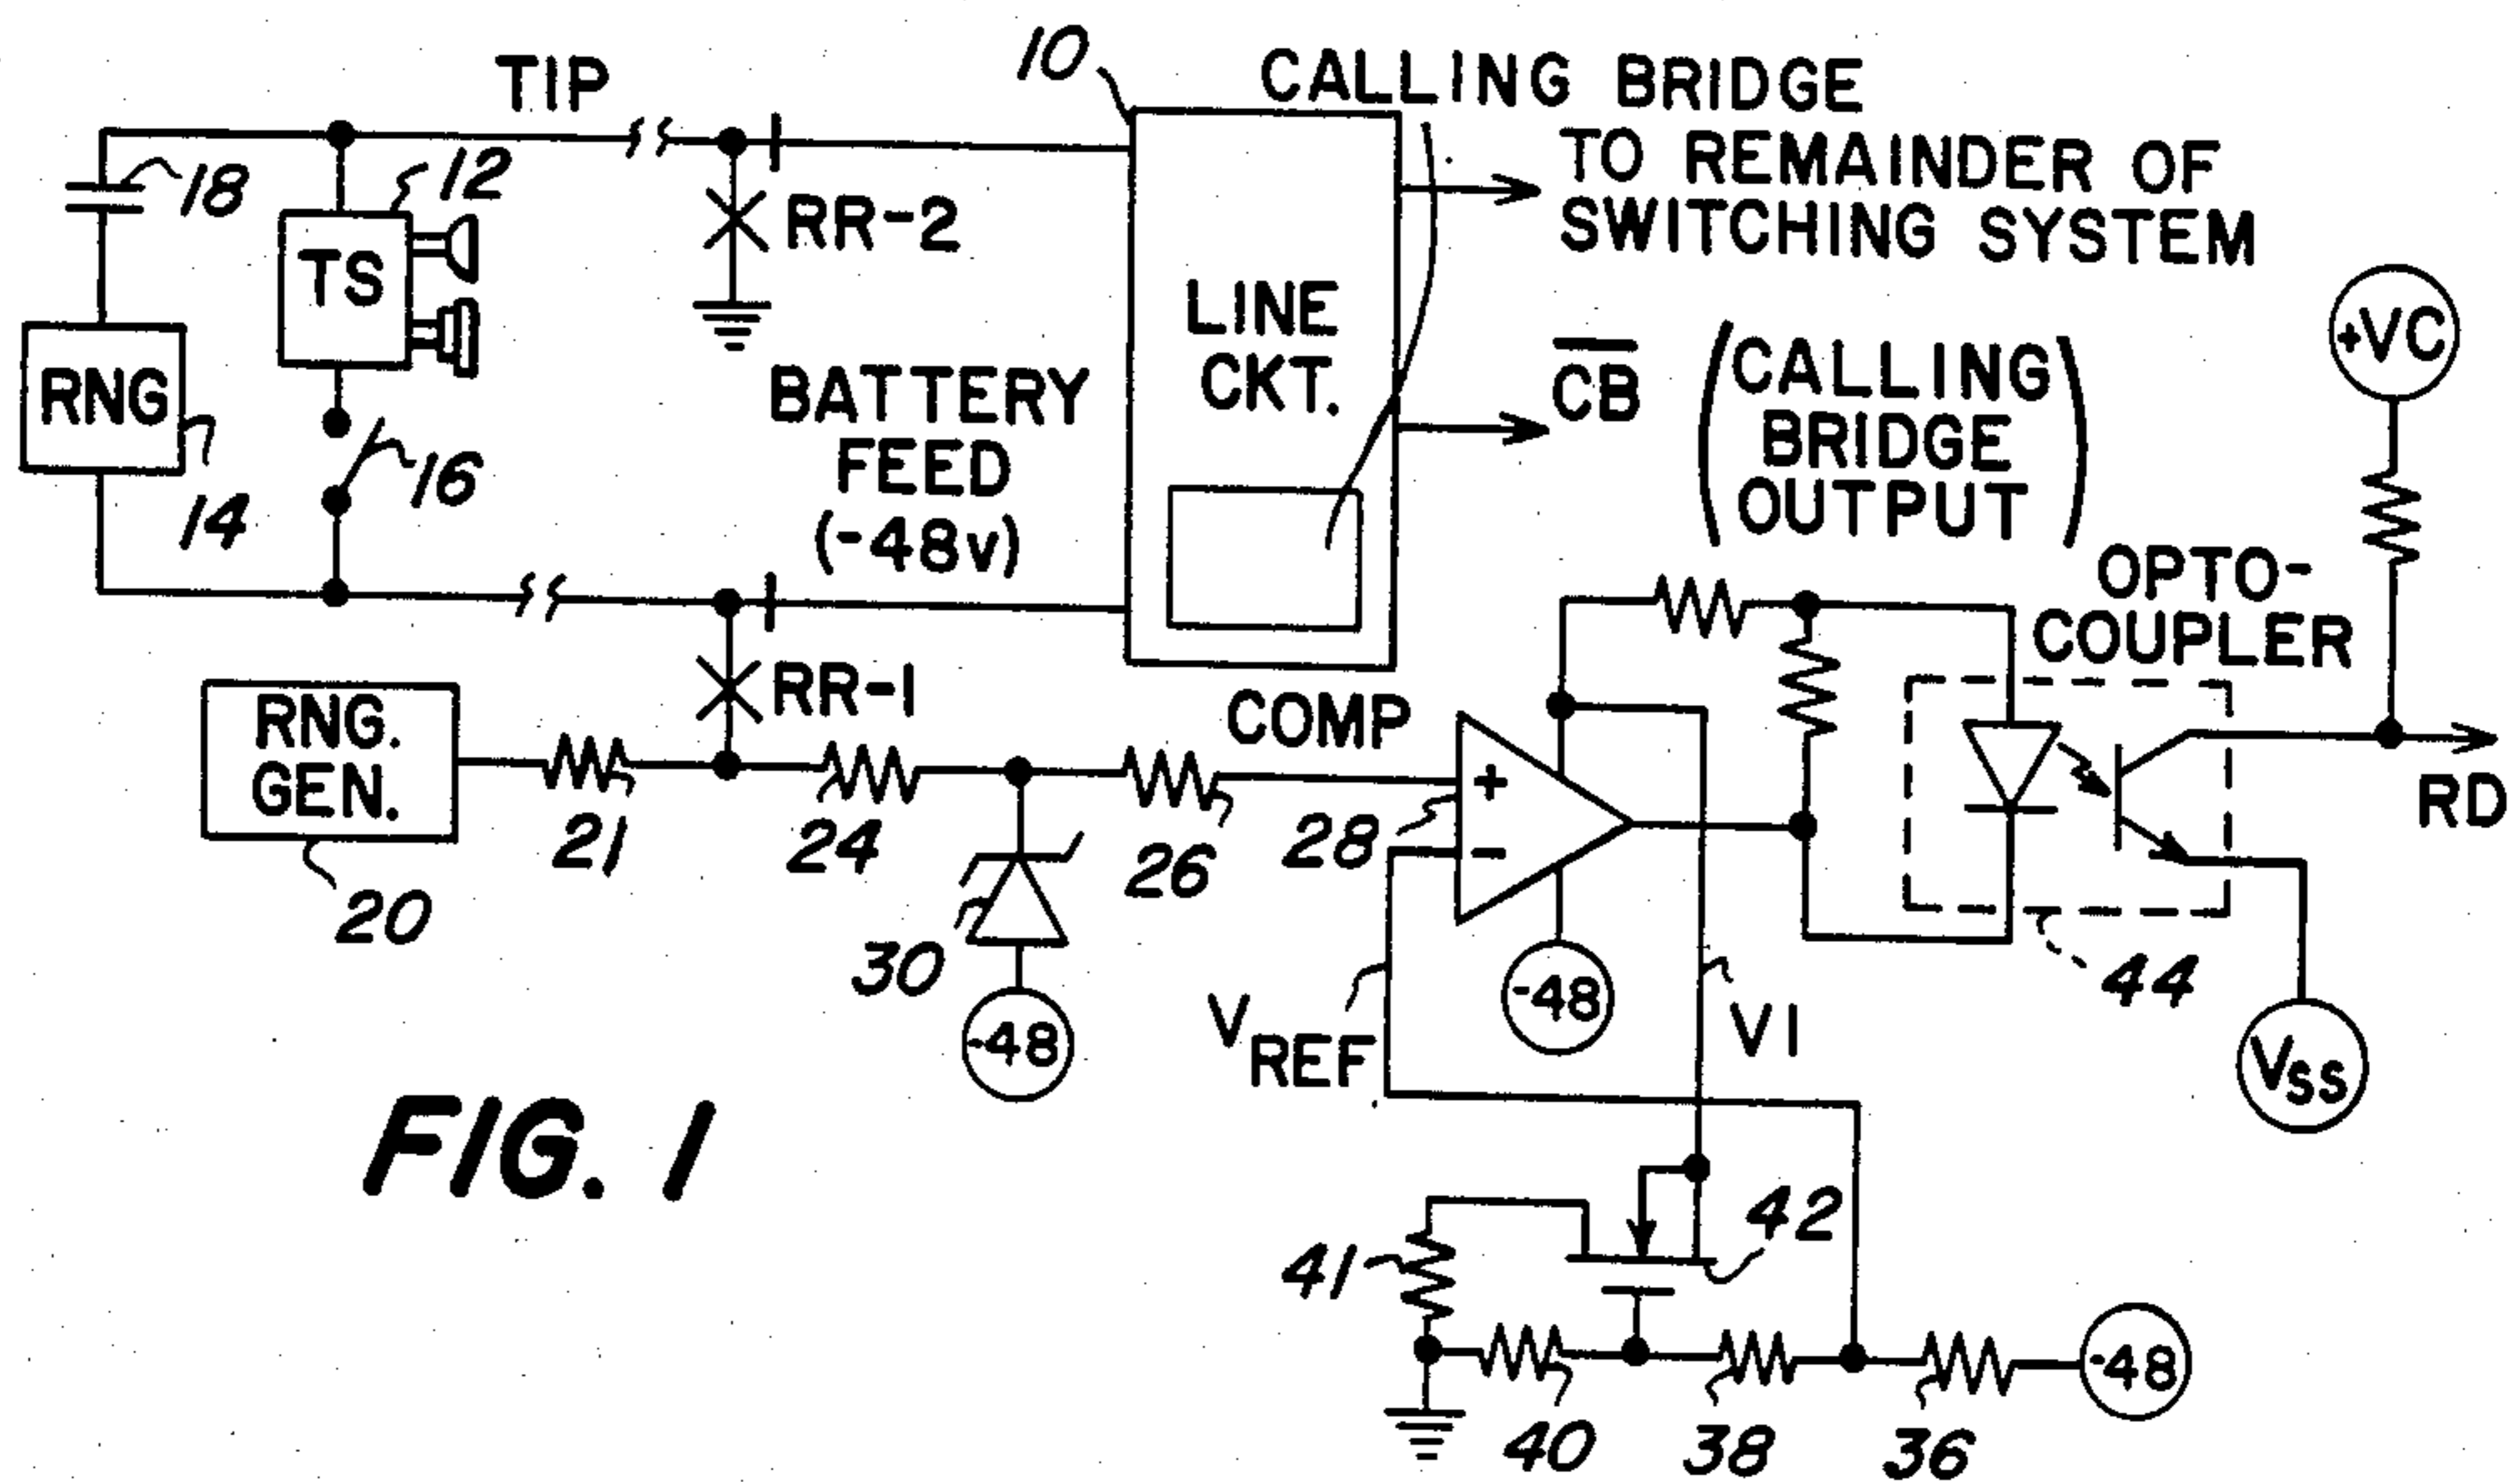 10
CALLING BRIDGE
TIP
TO REMAINDER OF
SWITCHING SYSTEM
18
12
TS
RR-2
LINE
CKT.
+VC
RNG
BATTERY
FEED
(-48v)
CB
(CALLING
BRIDGE
OUTPUT)
16
14
OPTO-
COUPLER
RR-1
COMP
RNG.
GEN.
+
-
RD
21
24
26
28
20
30
-48
-48
44
VREF
V1
VSS
FIG. 1
42
41
-48
40
38
36